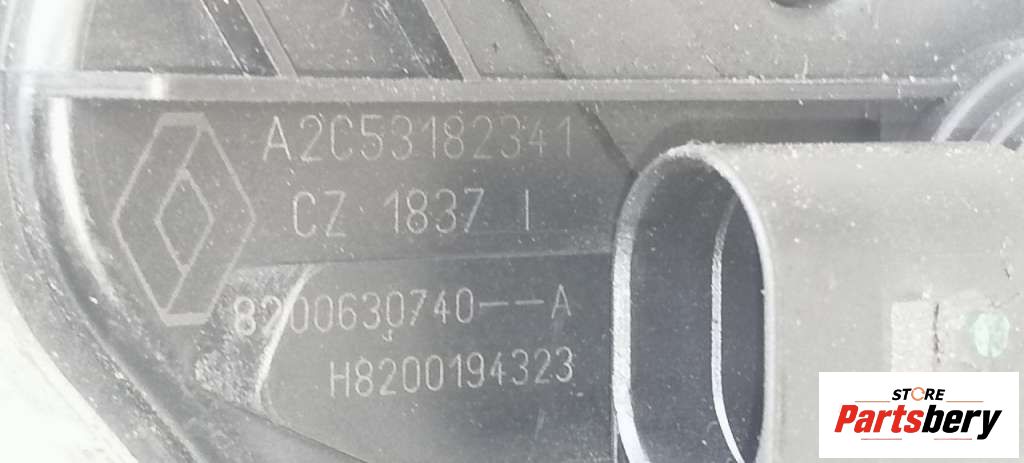 A2C53182341
CZ 1837 I
8200630740--A
H8200194323
STORE
Partsbery